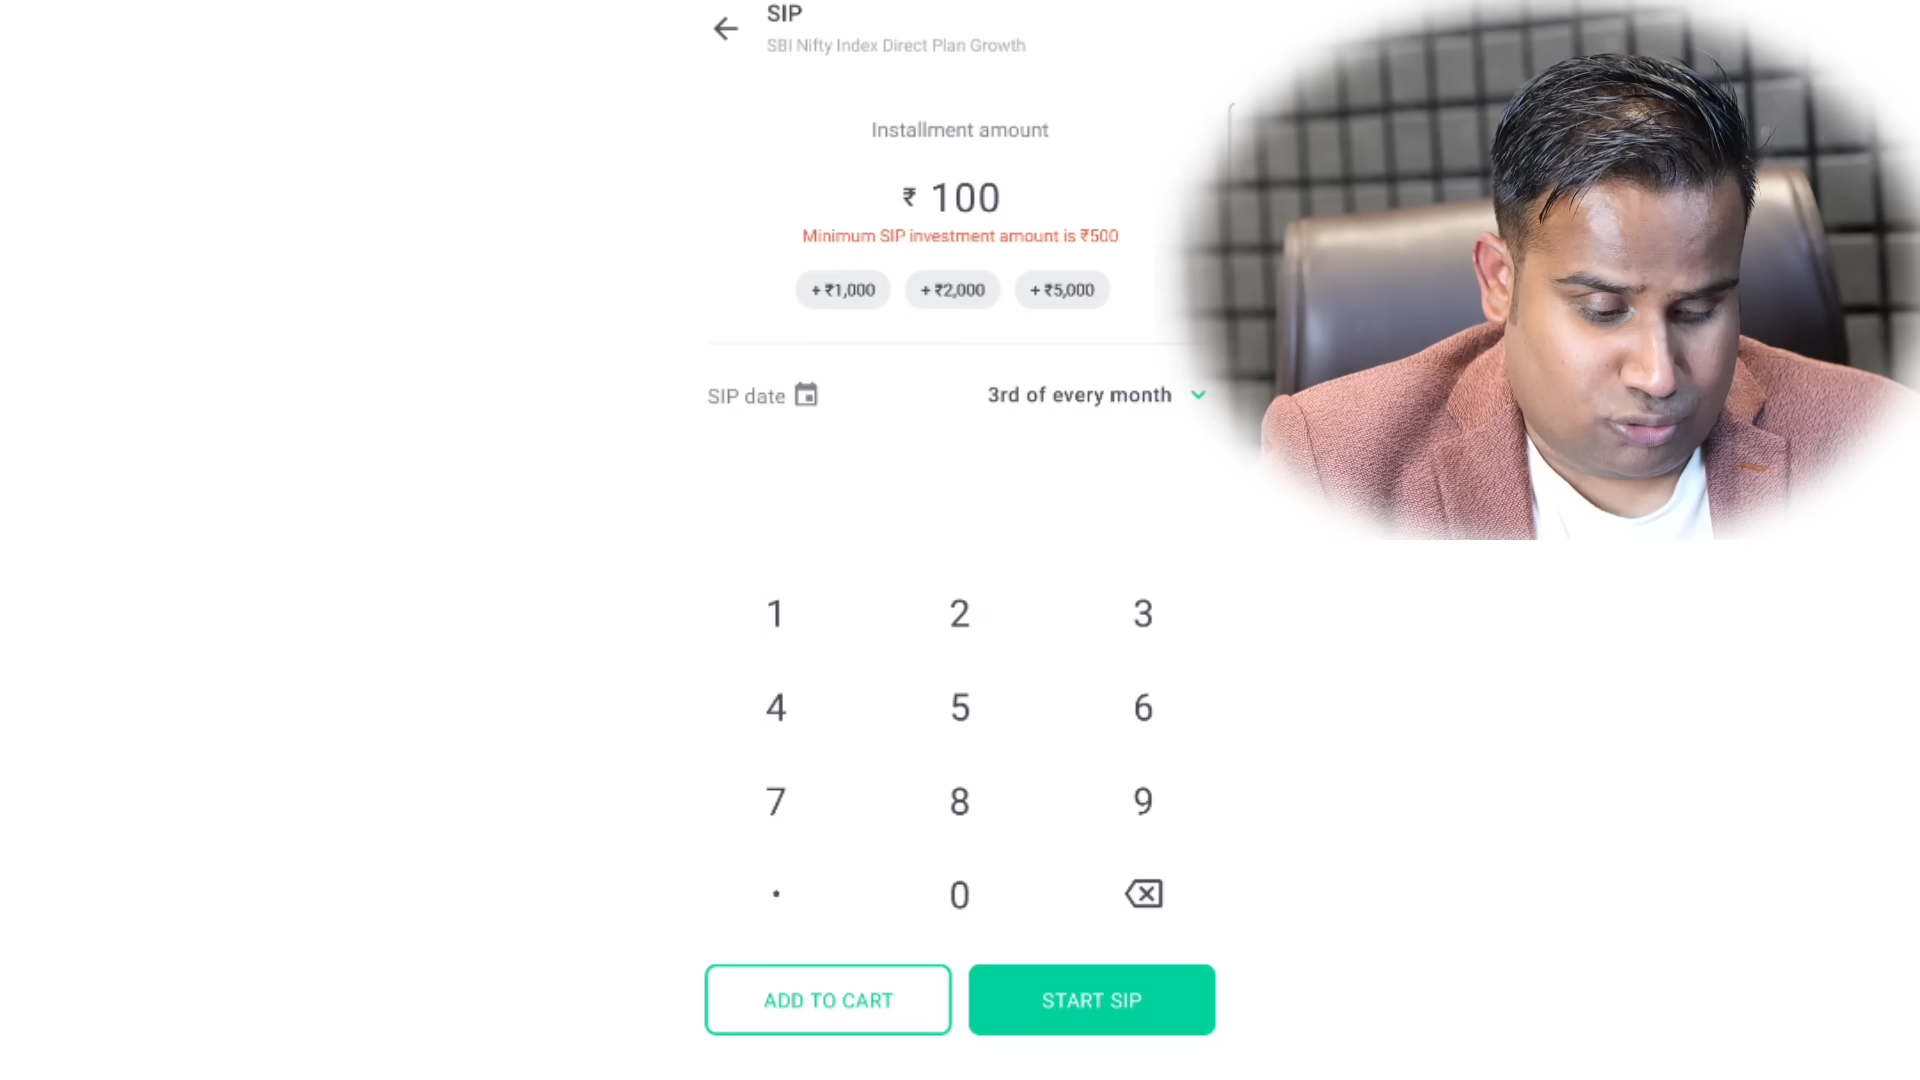 SIP
SBI Nifty Index Direct Plan Growth
Installment amount
₹ 100
Minimum SIP investment amount is ₹500
+ ₹1,000 + ₹2,000 + ₹5,000
SIP date 3rd of every month
1 2 3
4 5 6
7 8 9
. 0
ADD TO CART START SIP